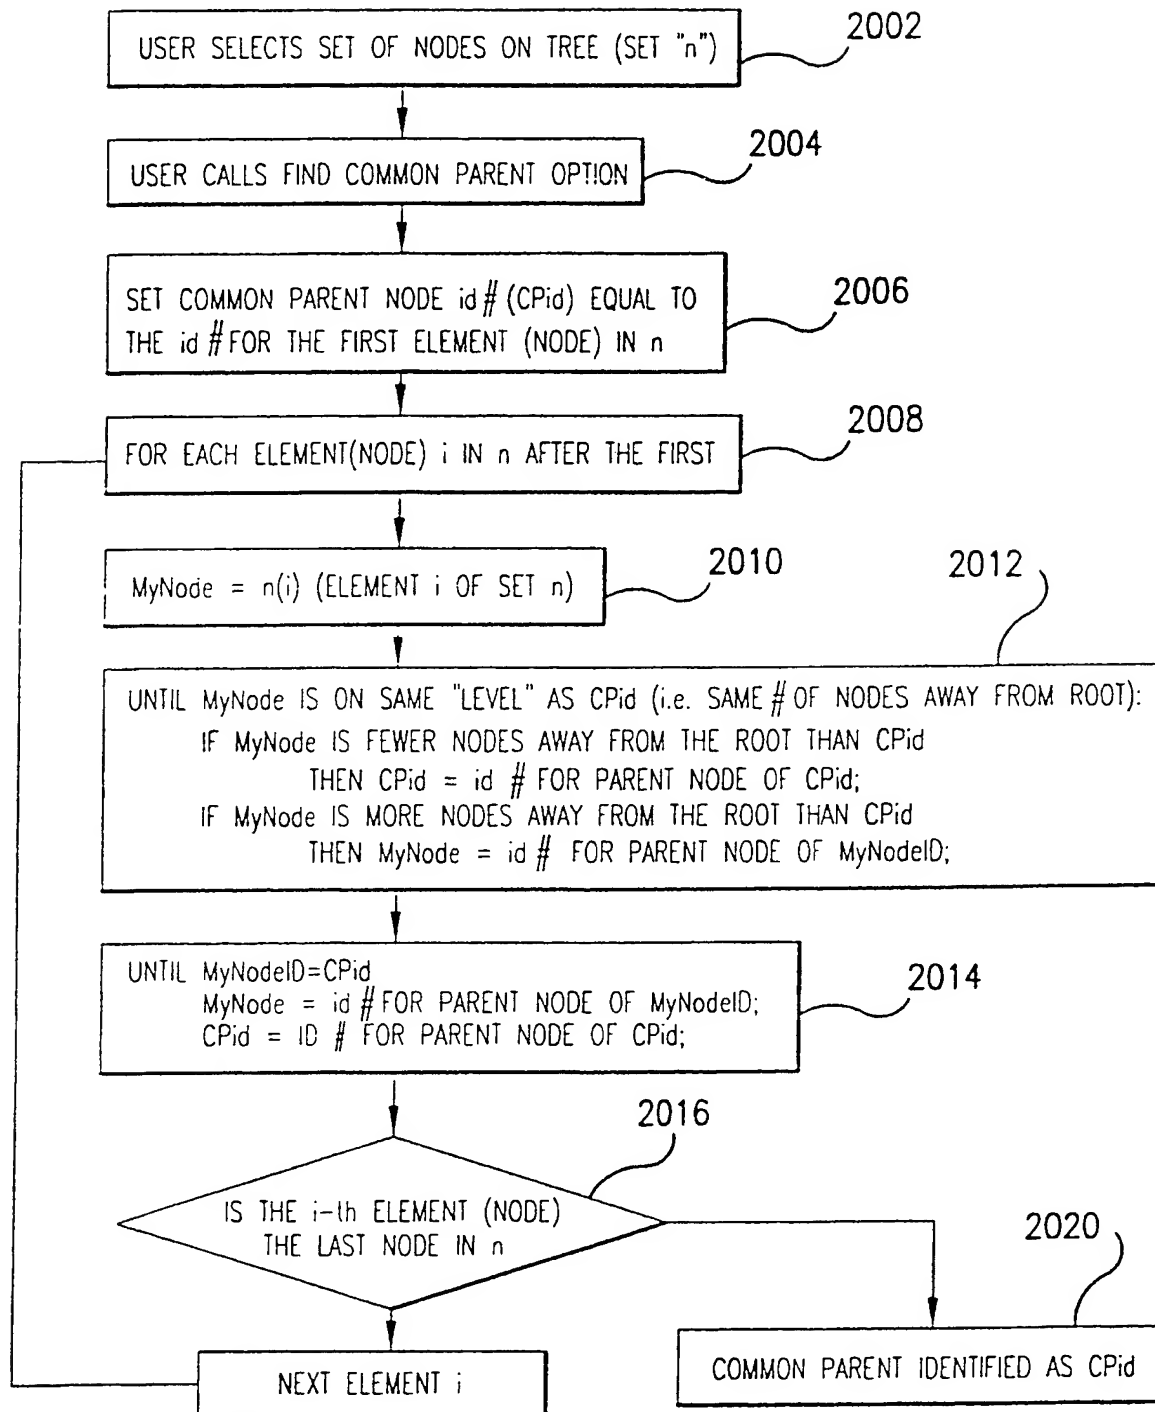 USER SELECTS SET OF NODES ON TREE (SET "n")
2002
USER CALLS FIND COMMON PARENT OPTION
2004
SET COMMON PARENT NODE id# (CPid) EQUAL TO
THE id #FOR THE FIRST ELEMENT (NODE) IN n
2006
FOR EACH ELEMENT(NODE) i IN n AFTER THE FIRST
2008
MyNode = n(i) (ELEMENT i OF SET n)
2010
2012
UNTIL MyNode IS ON SAME "LEVEL" AS CPid (i.e. SAME # OF NODES AWAY FROM ROOT):
IF MyNode IS FEWER NODES AWAY FROM THE ROOT THAN CPid
THEN CPid = id # FOR PARENT NODE OF CPid;
IF MyNode IS MORE NODES AWAY FROM THE ROOT THAN CPid
THEN MyNode = id # FOR PARENT NODE OF MyNodeID;
UNTIL MyNodeID=CPid
MyNode = id #FOR PARENT NODE OF MyNodeID;
CPid = ID # FOR PARENT NODE OF CPid;
2014
2016
IS THE i-th ELEMENT (NODE)
THE LAST NODE IN n
2020
NEXT ELEMENT i
COMMON PARENT IDENTIFIED AS CPid